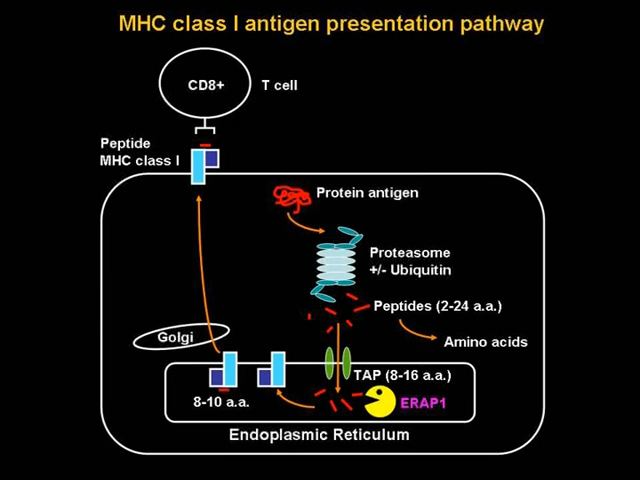 MHC class I antigen presentation pathway
CD8+
T cell
Peptide
MHC class I
Protein antigen
Proteasome
+/- Ubiquitin
Peptides (2-24 a.a.)
Amino acids
Golgi
TAP (8-16 a.a.)
8-10 a.a.
ERAP1
Endoplasmic Reticulum